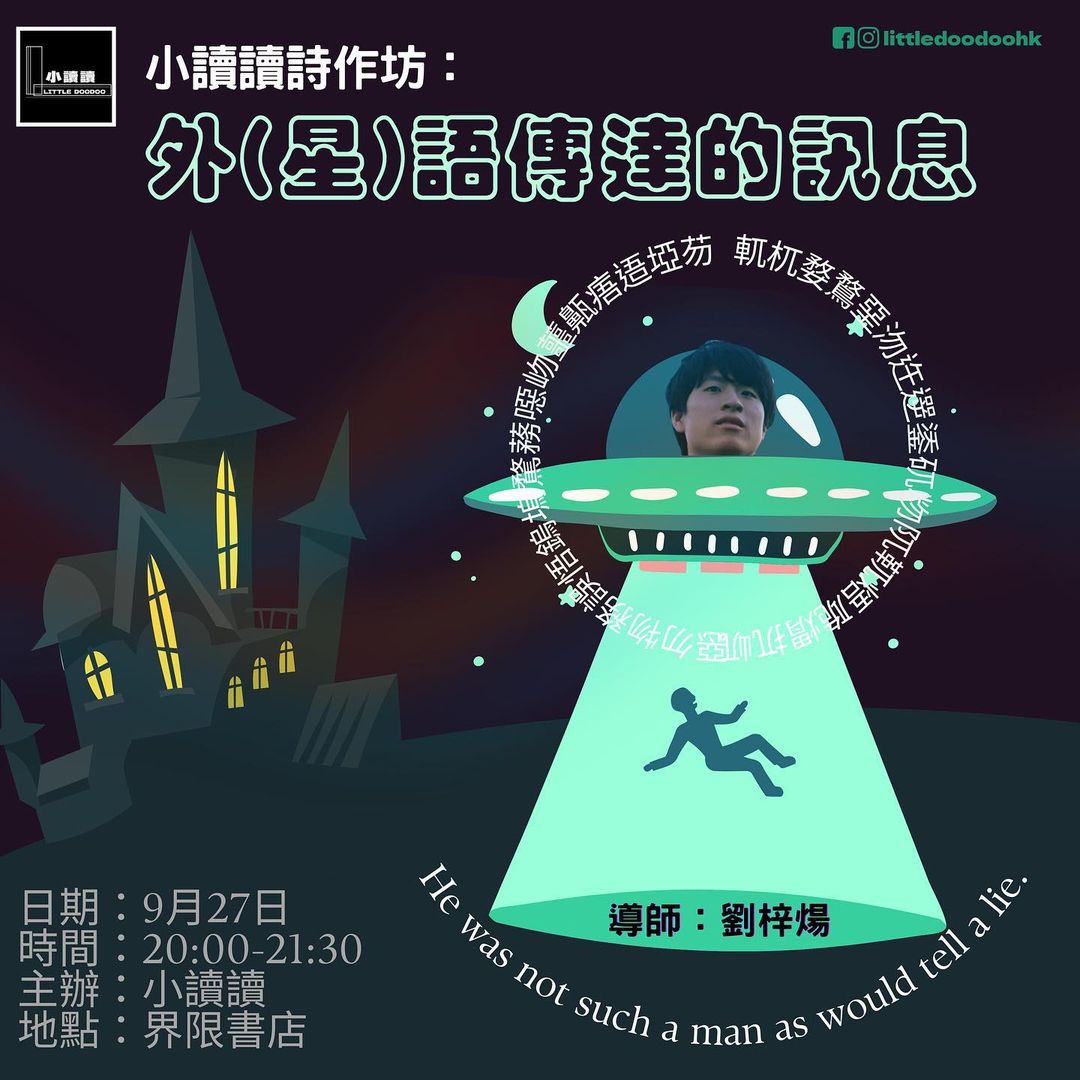 小讀讀
LITTLE DOODOO
littledoodoohk
小讀讀詩作坊：
外(星)語傳達的訊息
導師：劉梓煬
He was not such a man as would tell a lie.
日期：9月27日
時間：20:00-21:30
主辦：小讀讀
地點：界限書店